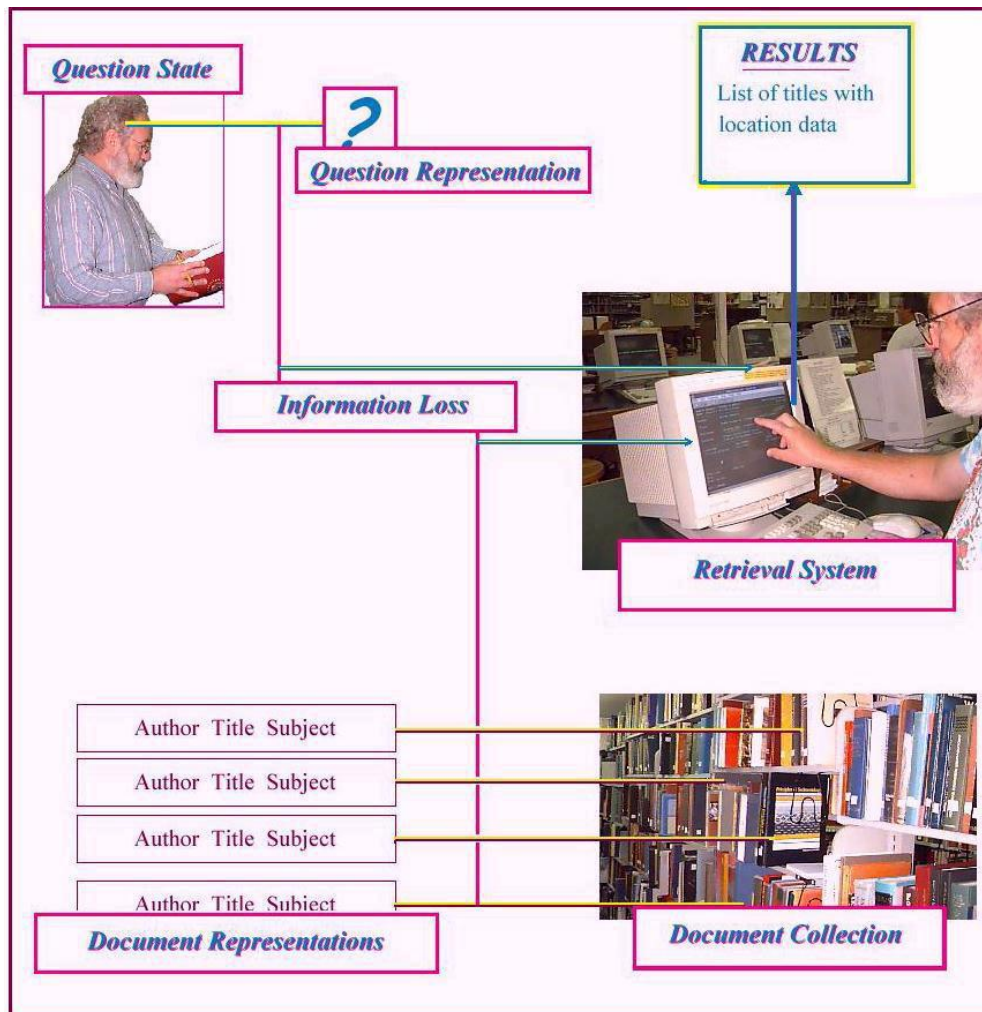 Question State
RESULTS
List of titles with
location data
?
Question Representation
Information Loss
Retrieval System
Author Title Subject
Author Title Subject
Author Title Subject
Author Title Subject
Document Representations
Document Collection